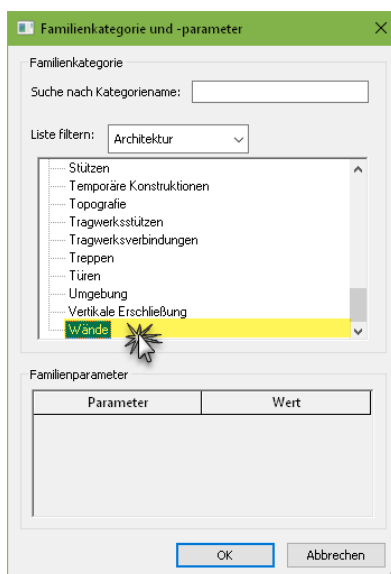 Familienkategorie und -parameter
Familienkategorie
Suche nach Kategoriename:
Liste filtern: Architektur
Stützen
Temporäre Konstruktionen
Topografie
Tragwerksstützen
Tragwerksverbindungen
Treppen
Türen
Umgebung
Vertikale Erschließung
Wände
Familienparameter
Parameter Wert
OK Abbrechen